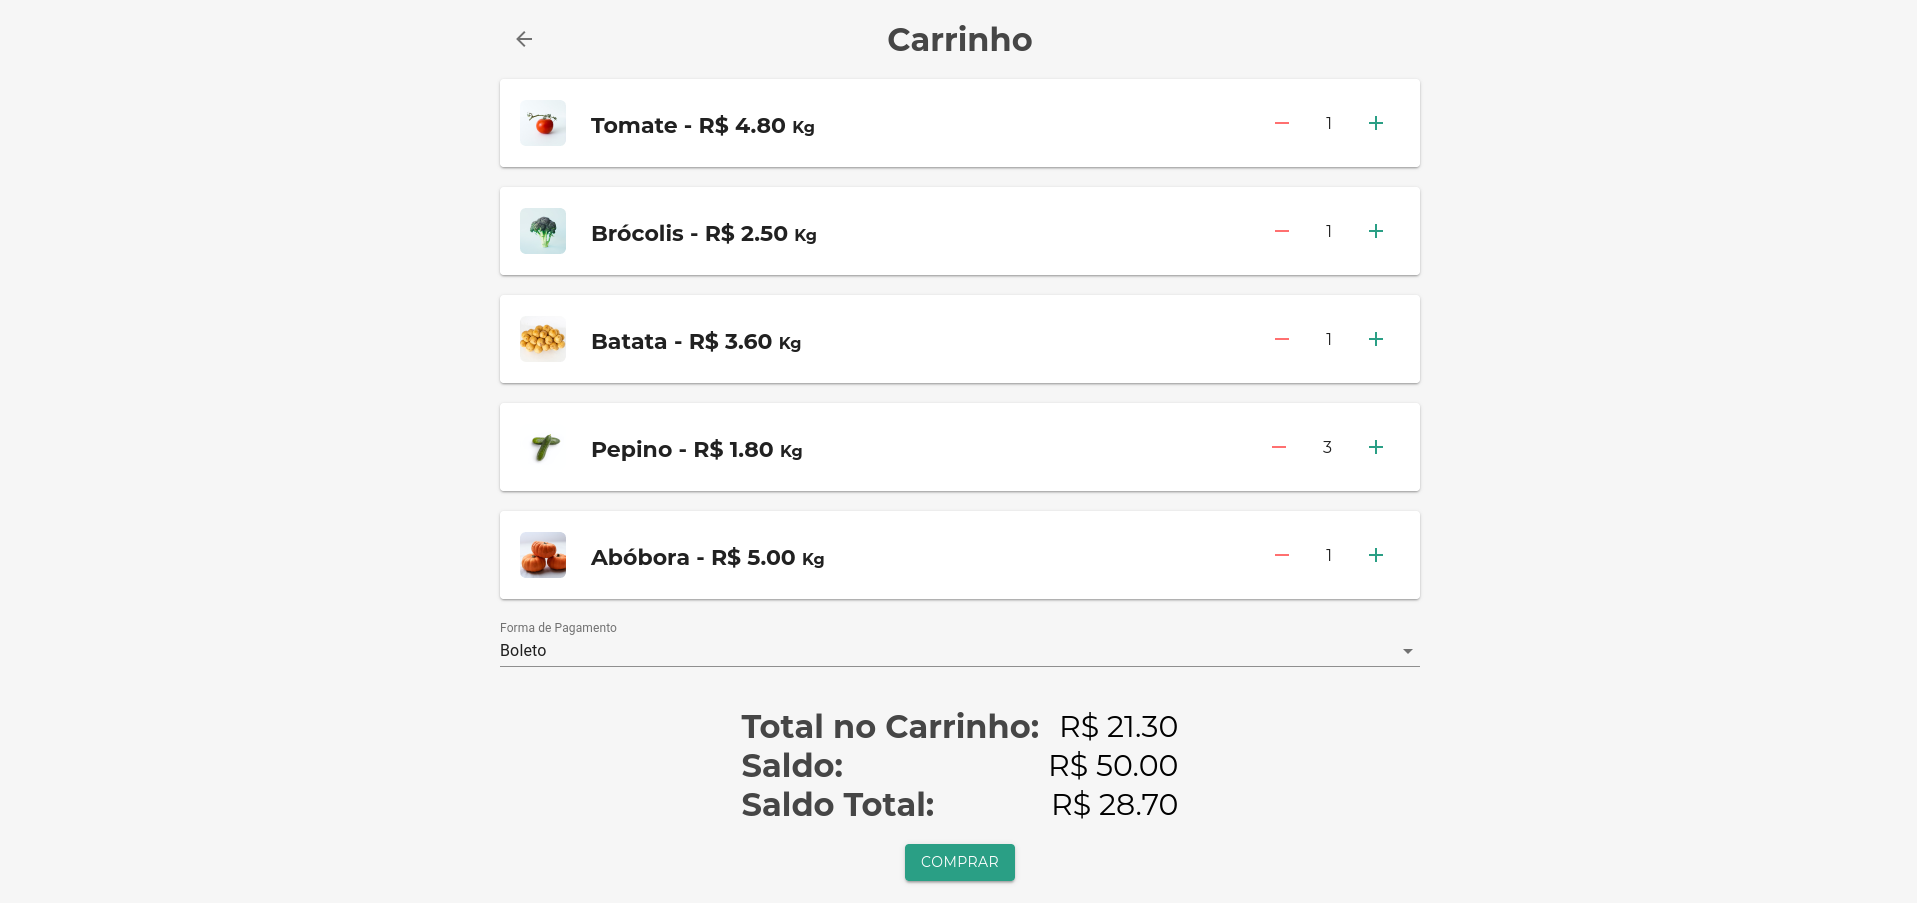 Carrinho
Tomate - R$ 4.80 Kg
1
Brócolis - R$ 2.50 Kg
1
Batata - R$ 3.60 Kg
1
Pepino - R$ 1.80 Kg
3
Abóbora - R$ 5.00 Kg
1
Forma de Pagamento
Boleto
Total no Carrinho: R$ 21.30
Saldo: R$ 50.00
Saldo Total: R$ 28.70
COMPRAR